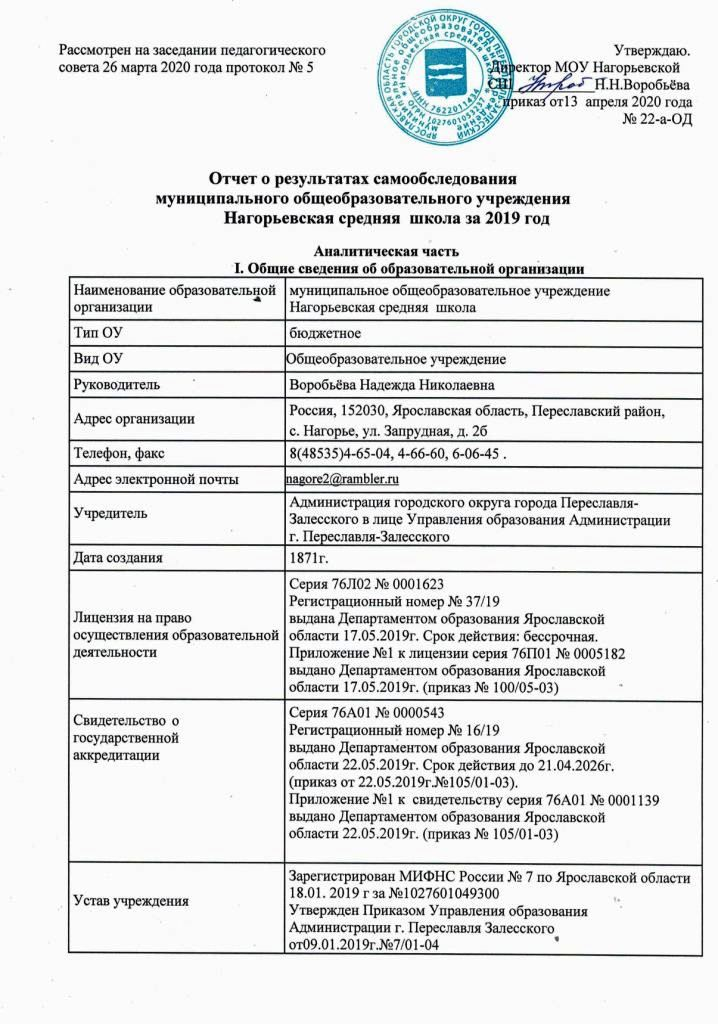 Рассмотрен на заседании педагогического
совета 26 марта 2020 года протокол № 5
Утверждаю.
Директор МОУ Нагорьевской
СШ Н.Н.Воробьёва
приказ от13 апреля 2020 года
№ 22-а-ОД
ИНН 7622011434
Отчет о результатах самообследования
муниципального общеобразовательного учреждения
Нагорьевская средняя школа за 2019 год
Аналитическая часть
I. Общие сведения об образовательной организации
Наименование образовательной
организации
муниципальное общеобразовательное учреждение
Нагорьевская средняя школа
Тип ОУ
бюджетное
Вид ОУ
Общеобразовательное учреждение
Руководитель
Воробьёва Надежда Николаевна
Адрес организации
Россия, 152030, Ярославская область, Переславский район,
с. Нагорье, ул. Запрудная, д. 2б
Телефон, факс
8(48535)4-65-04, 4-66-60, 6-06-45 .
Адрес электронной почты
nagore2@rambler.ru
Учредитель
Администрация городского округа города Переславля-
Залесского в лице Управления образования Администрации
г. Переславля-Залесского
Дата создания
1871г.
Лицензия на право
осуществления образовательной
деятельности
Серия 76Л02 № 0001623
Регистрационный номер № 37/19
выдана Департаментом образования Ярославской
области 17.05.2019г. Срок действия: бессрочная.
Приложение №1 к лицензии серия 76П01 № 0005182
выдано Департаментом образования Ярославской
области 17.05.2019г. (приказ № 100/05-03)
Свидетельство о
государственной
аккредитации
Серия 76А01 № 0000543
Регистрационный номер № 16/19
выдано Департаментом образования Ярославской
области 22.05.2019г. Срок действия до 21.04.2026г.
(приказ от 22.05.2019г.№105/01-03).
Приложение №1 к свидетельству серия 76А01 № 0001139
выдано Департаментом образования Ярославской
области 22.05.2019г. (приказ № 105/01-03)
Устав учреждения
Зарегистрирован МИФНС России № 7 по Ярославской области
18.01. 2019 г за №1027601049300
Утвержден Приказом Управления образования
Администрации г. Переславля Залесского
от09.01.2019г.№7/01-04